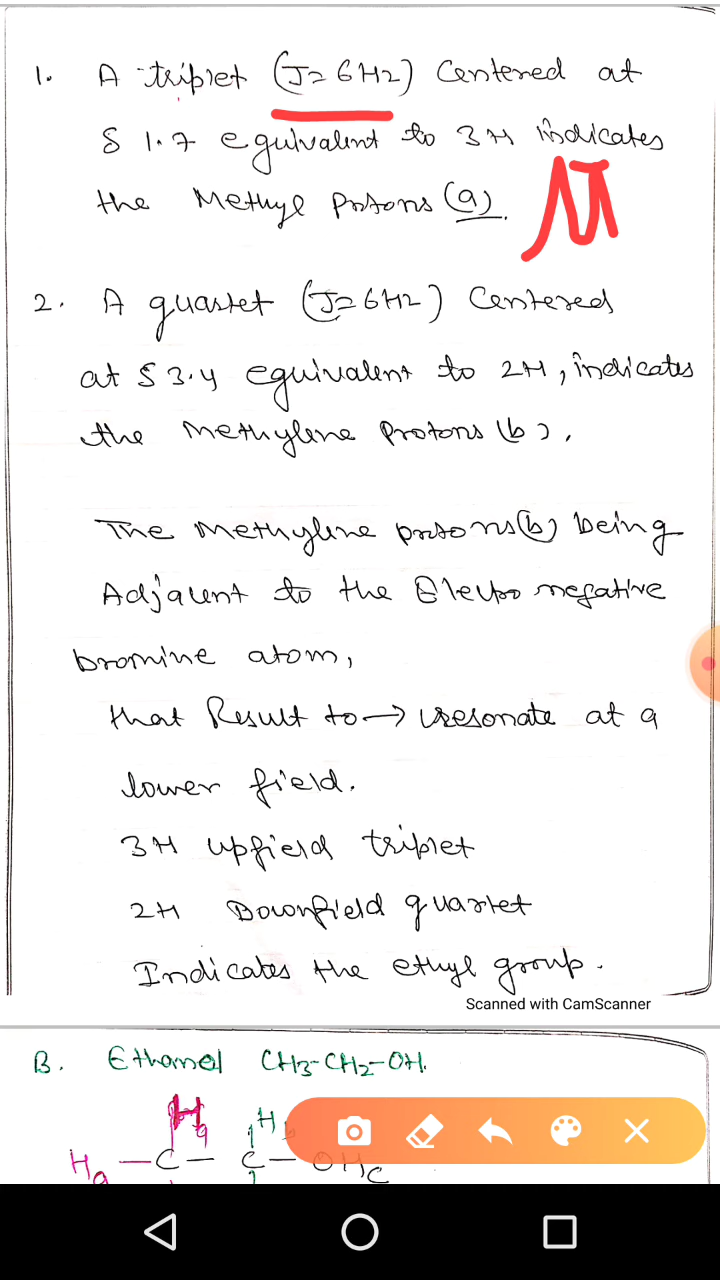 1. A triplet (J=6Hz) Centered at
δ 1.7 equivalent to 3H indicates
the Methyl Protons (a).
2. A quartet (J=6Hz) Centered
at δ 3.4 equivalent to 2H, indicates
the methylene Protons (b).
The methylene protons (b) being
Adjacent to the Electro negative
bromine atom,
that Result to → resonate at a
lower field.
3H upfield triplet
2H Downfield quartet
Indicates the ethyl group.
Scanned with CamScanner
B. Ethanol CH3-CH2-OH.
Ha H
Ha — C — C — OHc